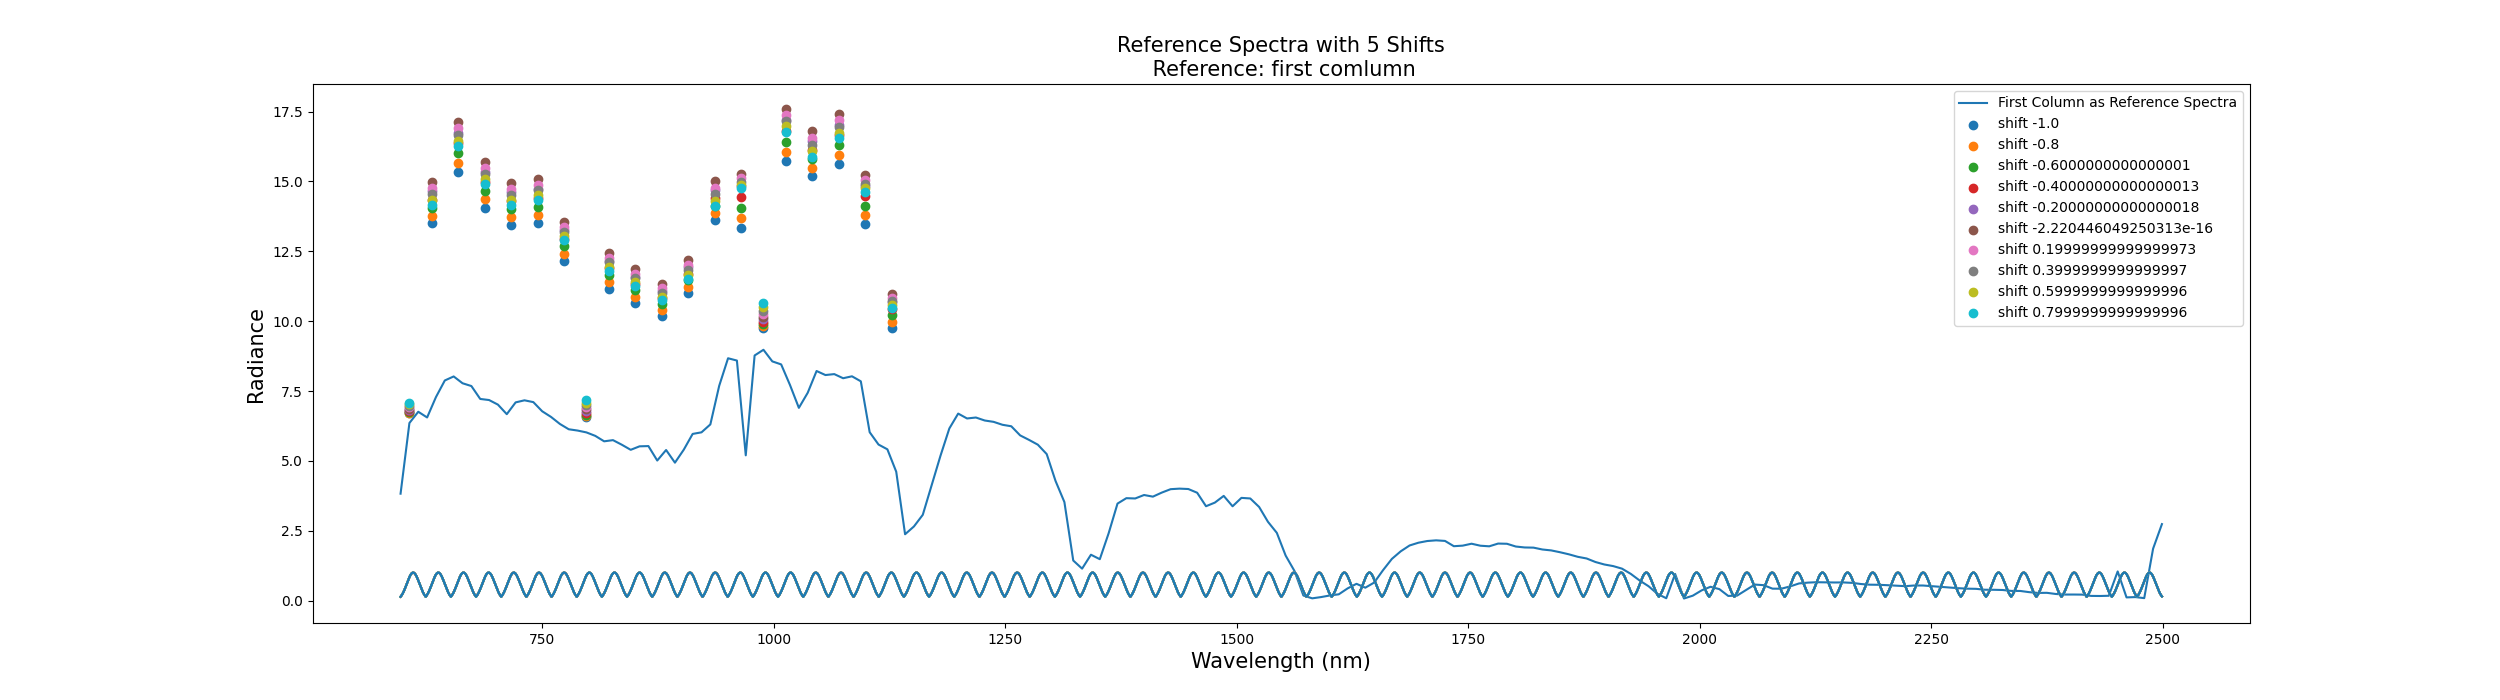 Reference Spectra with 5 Shifts
Reference: first comlumn
17.5
15.0
12.5
10.0
7.5
5.0
2.5
0.0
Radiance
First Column as Reference Spectra
shift -1.0
shift -0.8
shift -0.6000000000000001
shift -0.40000000000000013
shift -0.20000000000000018
shift -2.220446049250313e-16
shift 0.19999999999999973
shift 0.3999999999999997
shift 0.5999999999999996
shift 0.7999999999999996
750 1000 1250 1500 1750 2000 2250 2500
Wavelength (nm)